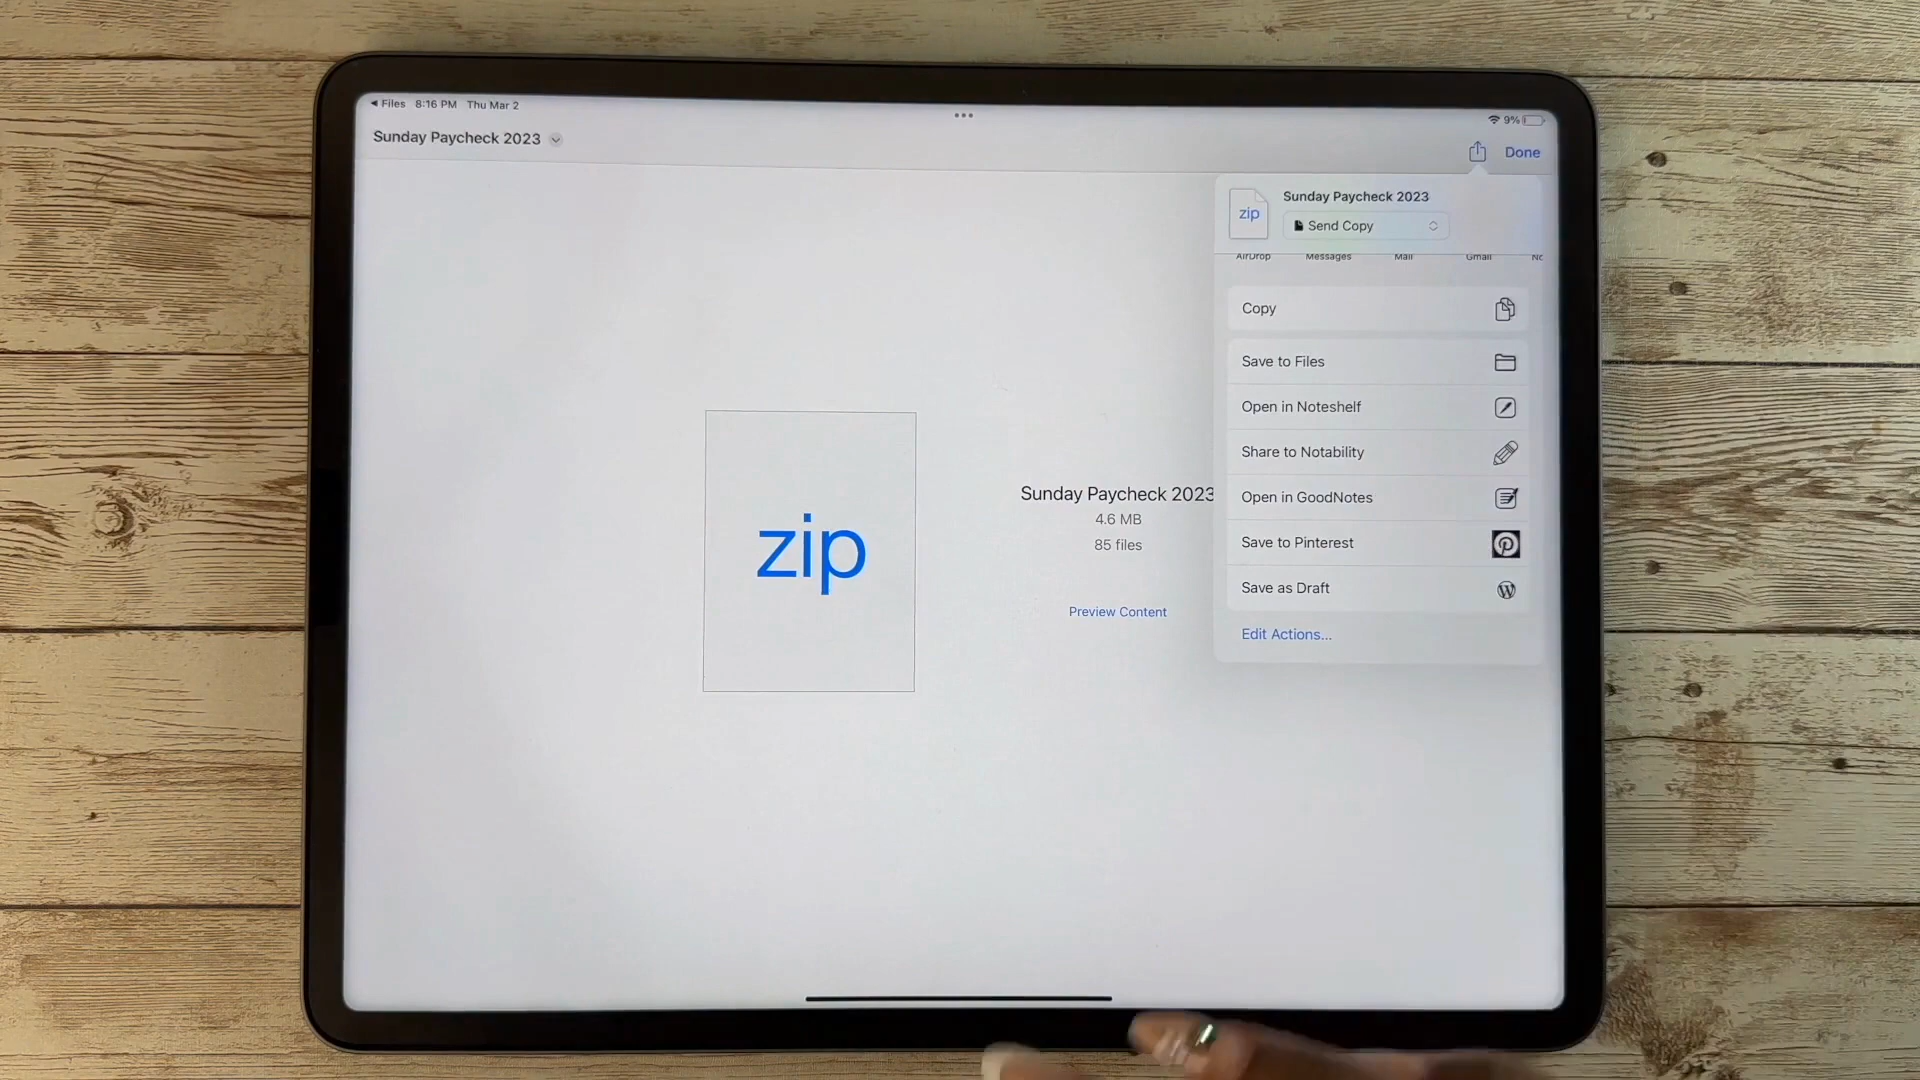 Files 8:16 PM Thu Mar 2
9%
Sunday Paycheck 2023
Done
zip
Sunday Paycheck 2023
Send Copy
AirDrop Messages Mail Gmail
Copy
Save to Files
Open in Noteshelf
Share to Notability
Open in GoodNotes
Save to Pinterest
Save as Draft
Edit Actions...
zip
Sunday Paycheck 2023
4.6 MB
85 files
Preview Content